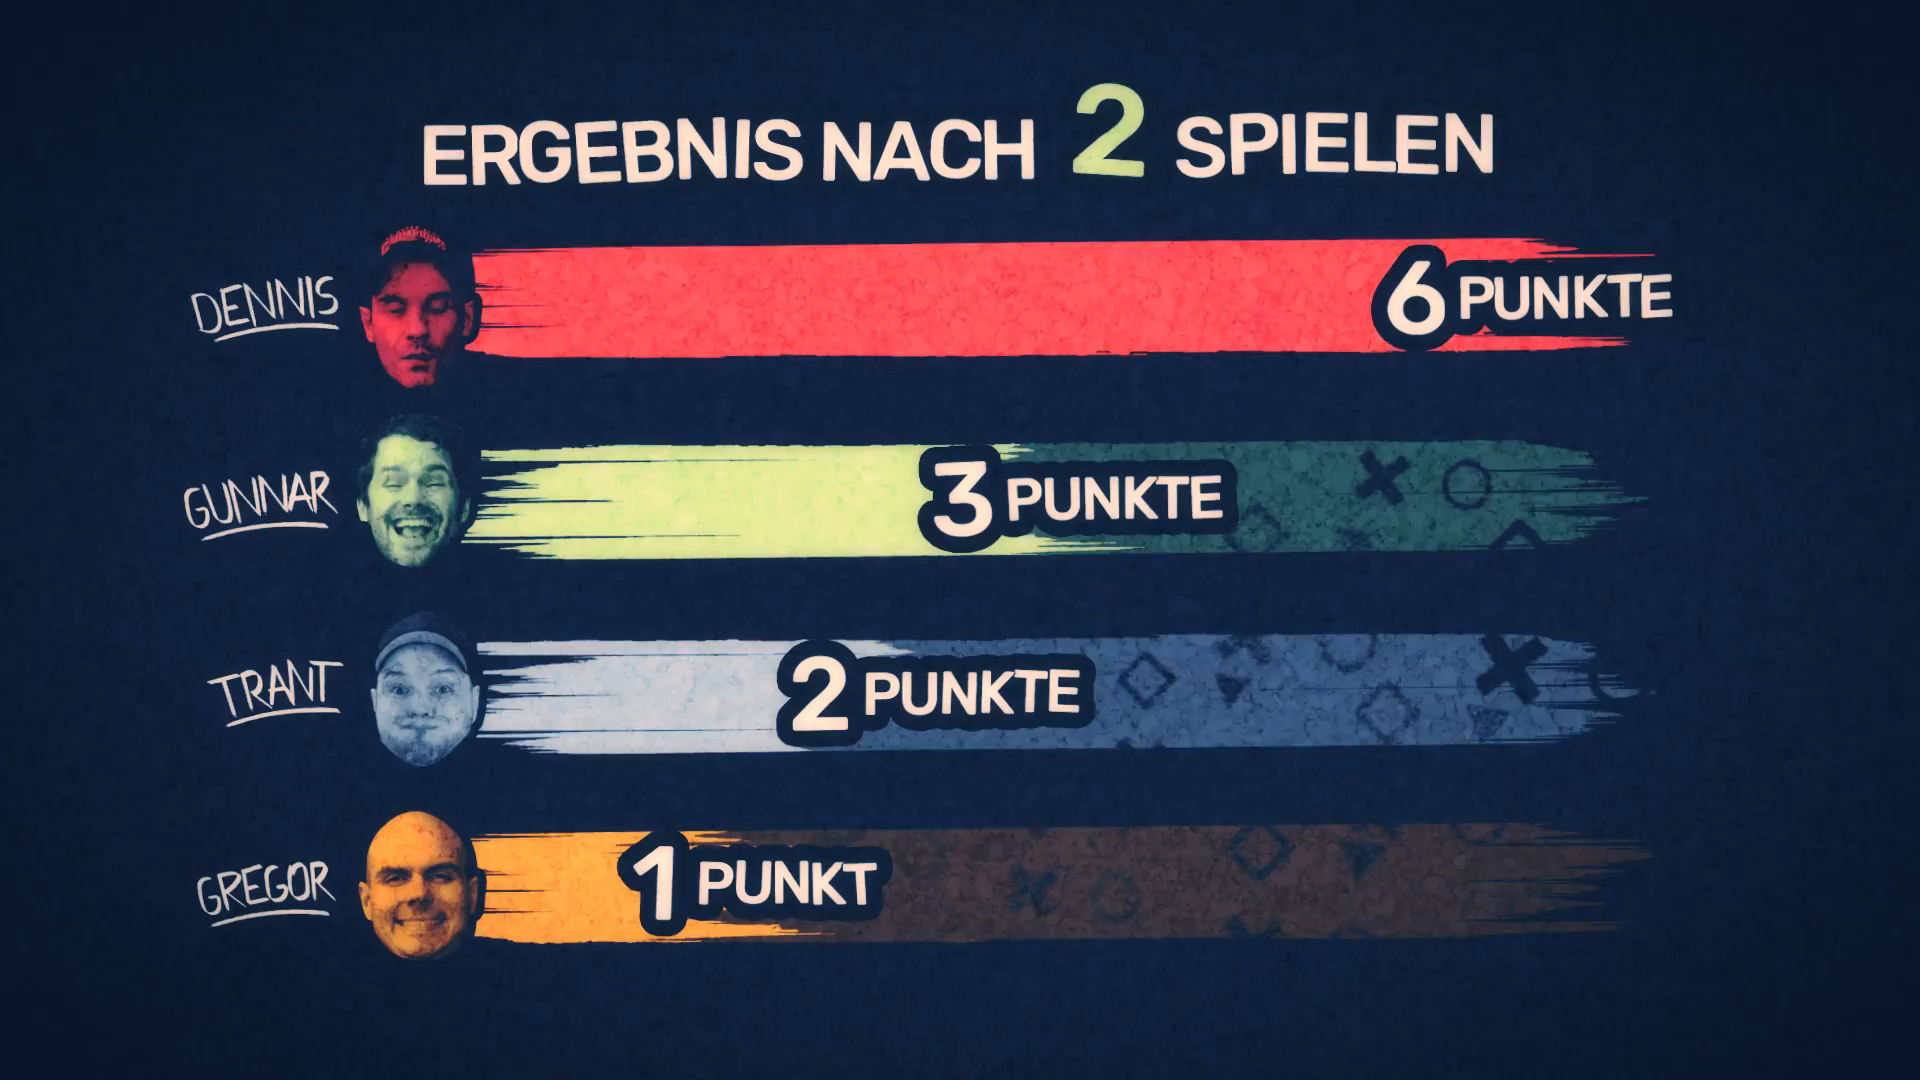 ERGEBNIS NACH 2 SPIELEN
DENNIS
6 PUNKTE
GUNNAR
3 PUNKTE
TRANT
2 PUNKTE
GREGOR
1 PUNKT